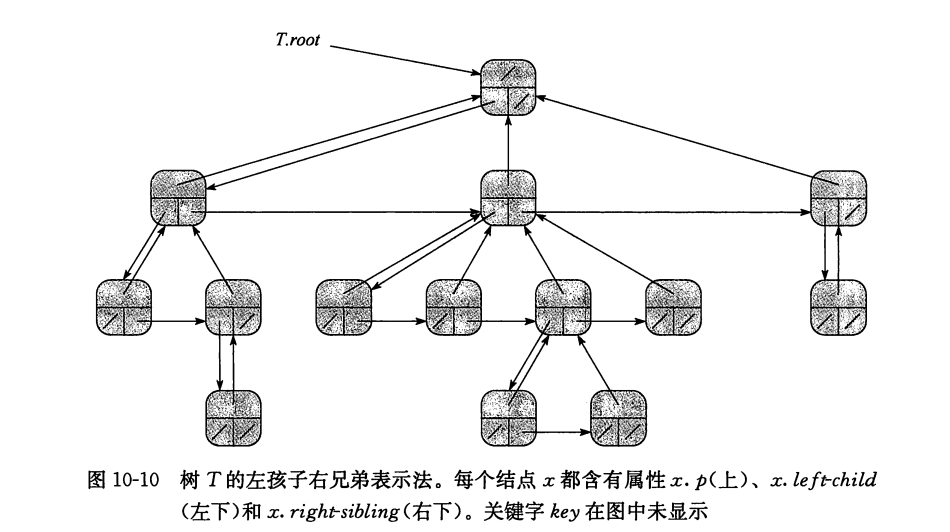 T.root
图 10-10 树 T 的左孩子右兄弟表示法。每个结点 x 都含有属性 x. p(上)、x. left-child
(左下)和 x. right-sibling(右下)。关键字 key 在图中未显示